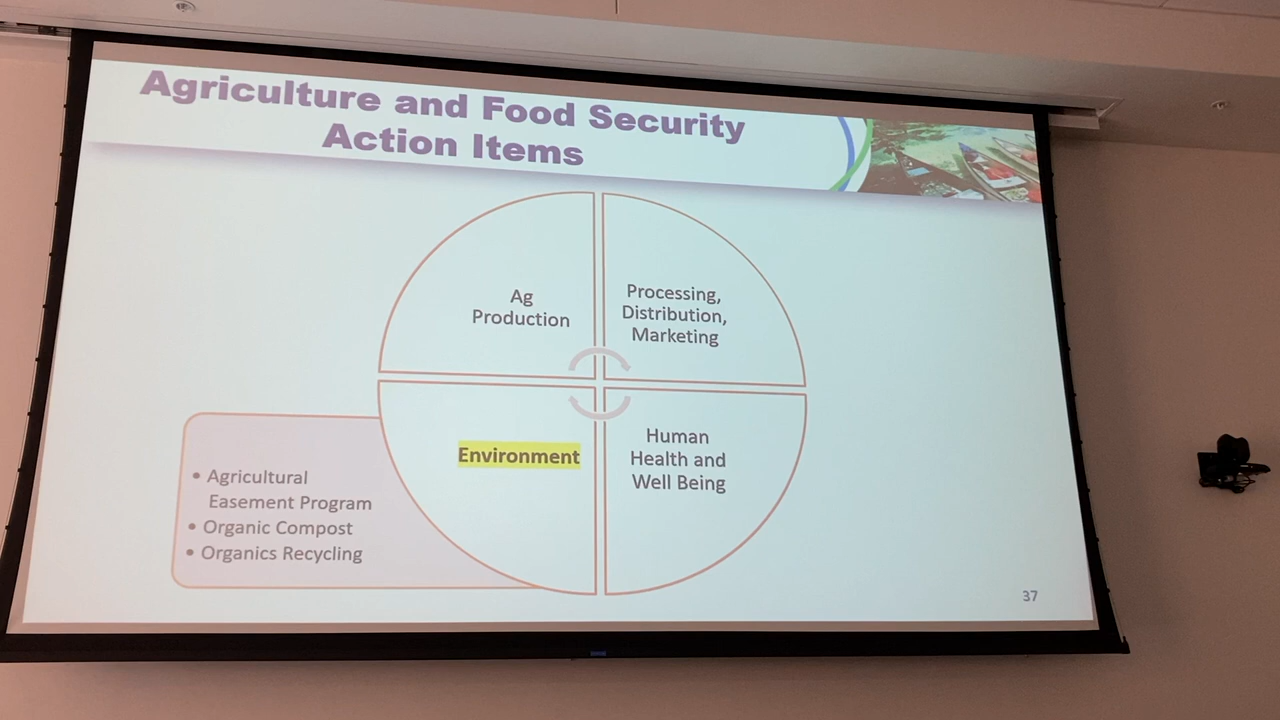 Agriculture and Food Security
Action Items
Ag
Production
Processing,
Distribution,
Marketing
Environment
Human
Health and
Well Being
• Agricultural
Easement Program
• Organic Compost
• Organics Recycling
37